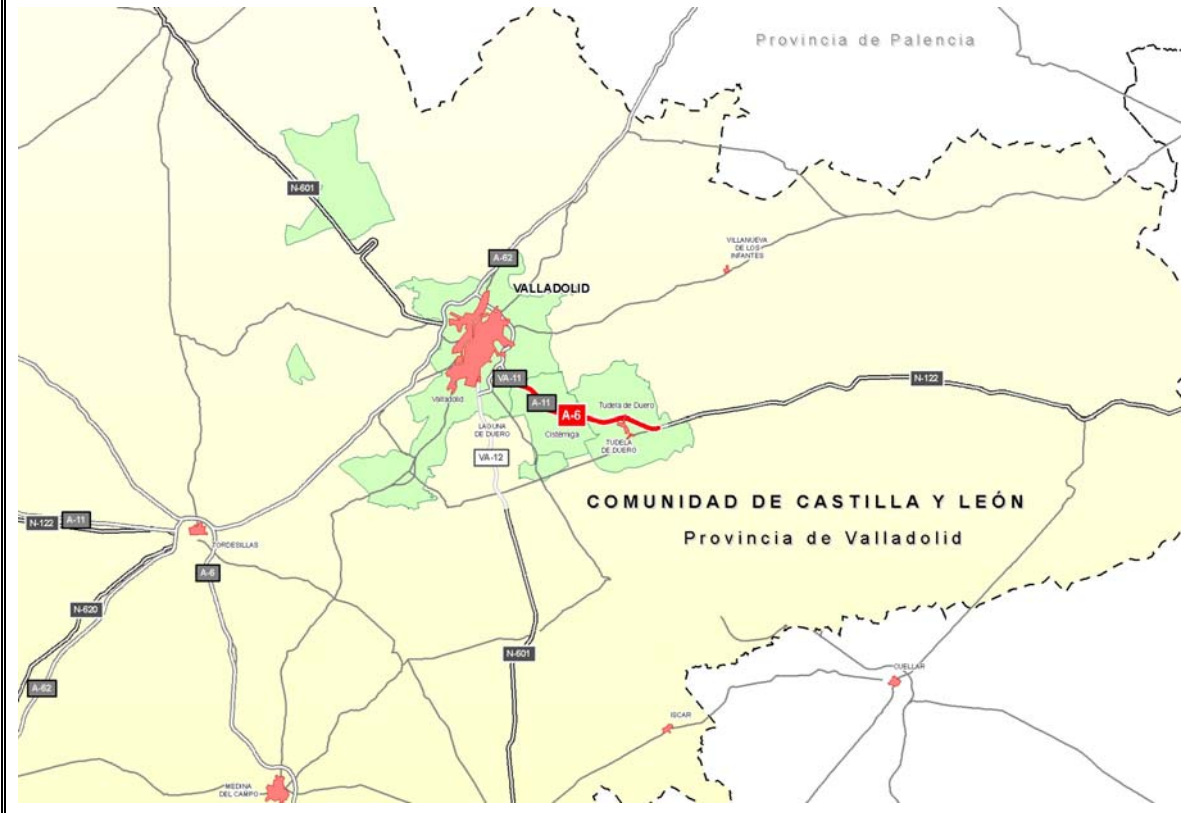 Provincia de Palencia
N-601
VILLANUEVA
DE LOS
INFANTES
A-62
VALLADOLID
VA-11
N-122
Valladolid
A-11
A-6
Tudela de Duero
LAGUNA
DE DUERO
Cistérniga
TUDELA
DE DUERO
VA-12
COMUNIDAD DE CASTILLA Y LEÓN
Provincia de Valladolid
N-122
A-11
TORDESILLAS
A-6
N-620
N-601
CUELLAR
A-62
ISCAR
MEDINA
DEL CAMPO